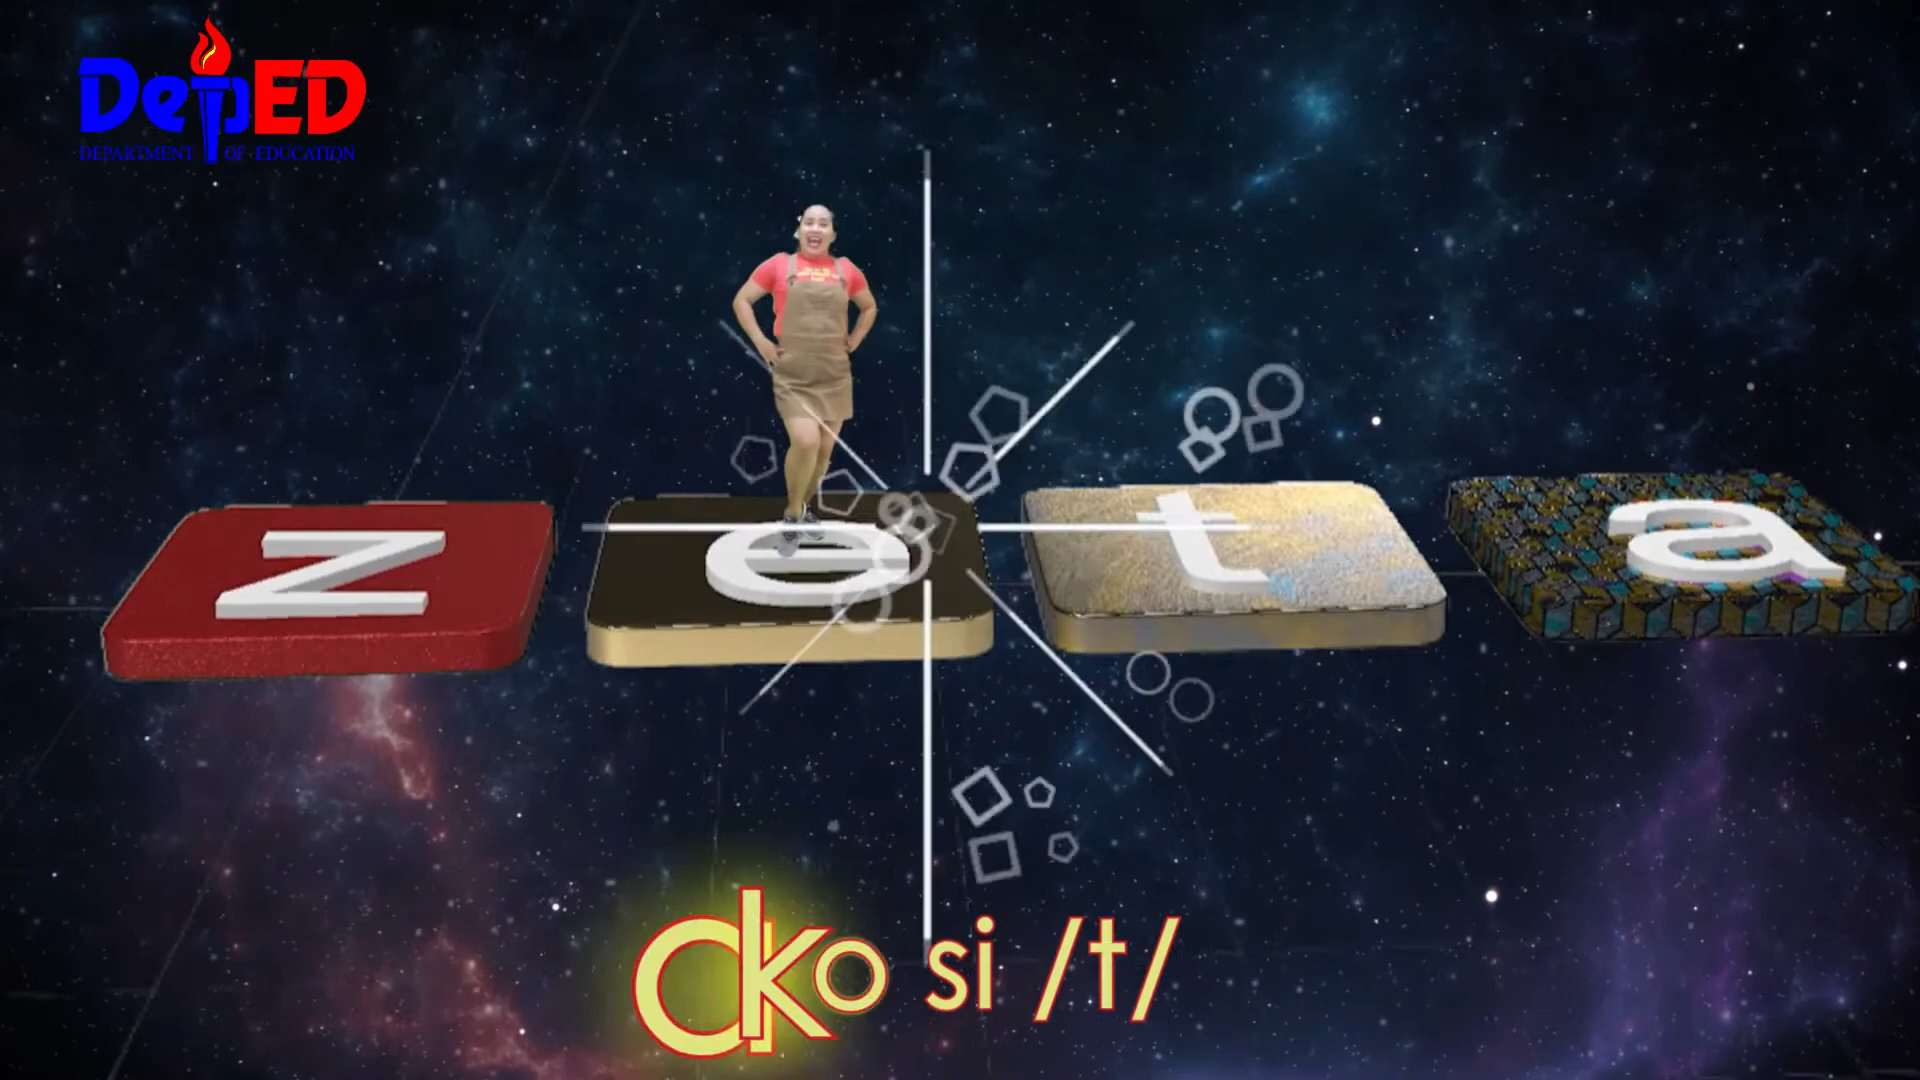 DepED
DEPARTMENT OF EDUCATION
z e t a
ako si /t/